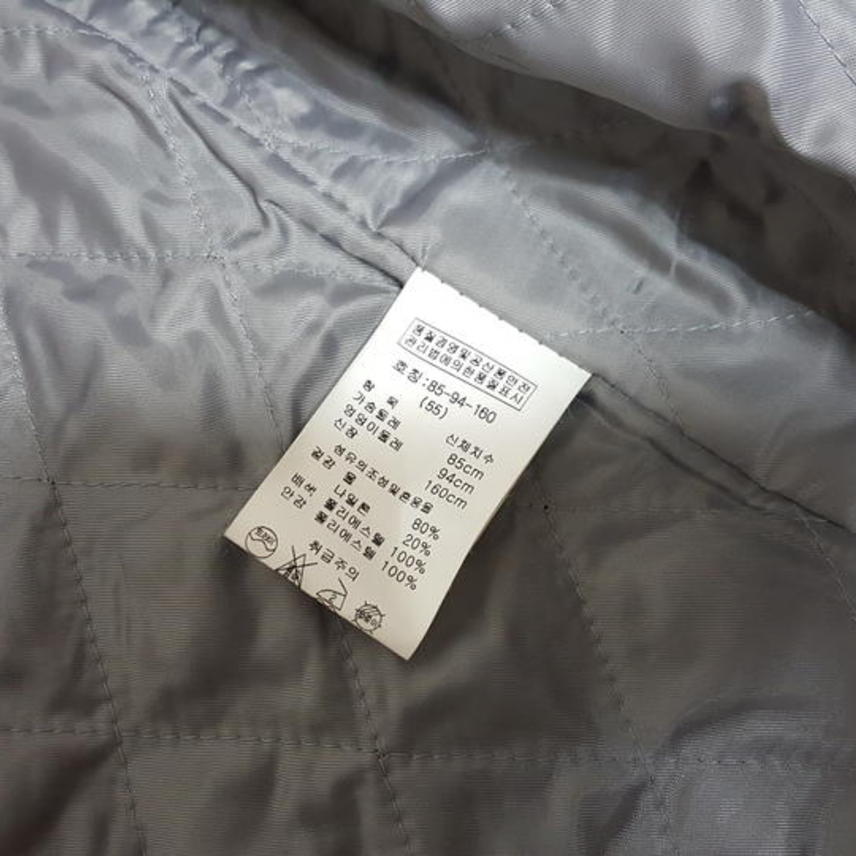 품질경영및공산품안전
관리법에의한품질표시
호칭:85-94-160
(55)
항 목 신체치수
가슴둘레 85cm
엉덩이둘레 94cm
신장 160cm
섬유의조성및혼용율
겉감 몸 나일론 80%
폴리에스텔 20%
배색 폴리에스텔 100%
안감 폴리에스텔 100%
취급주의